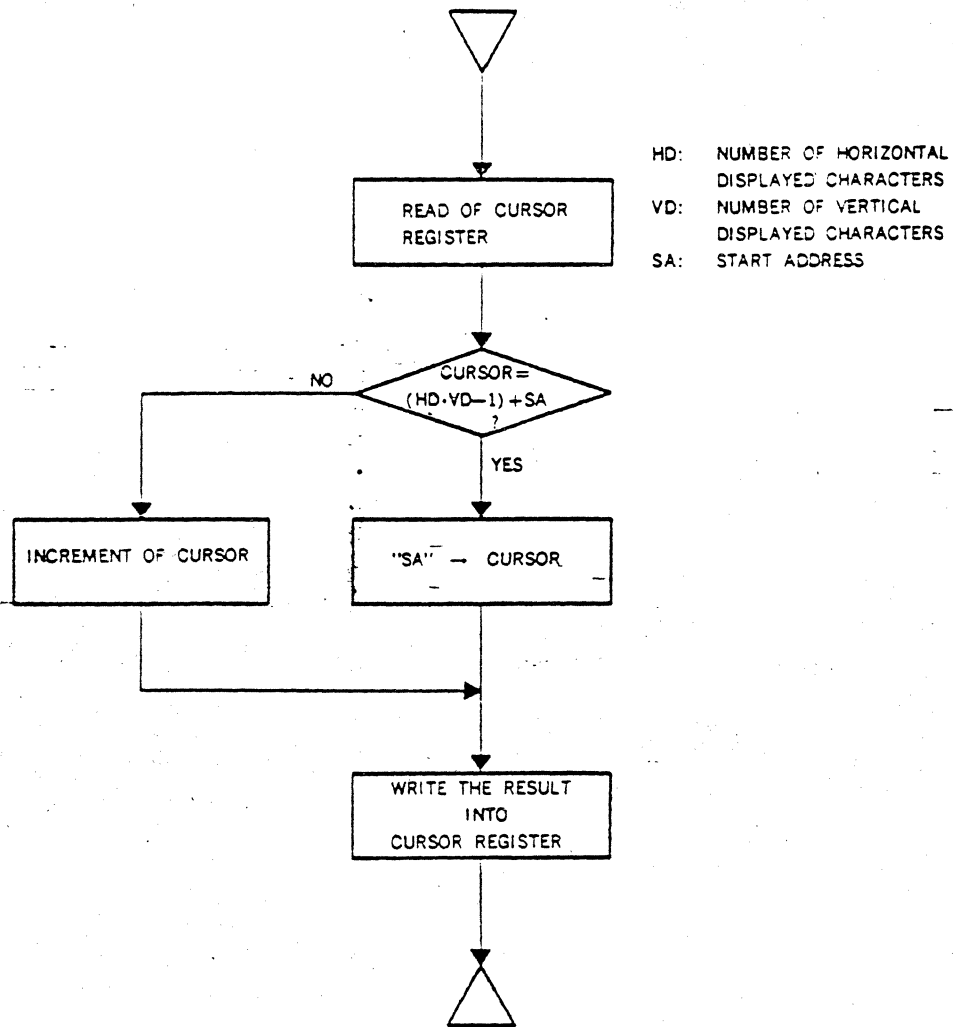 HD: NUMBER OF HORIZONTAL
DISPLAYED CHARACTERS
VD: NUMBER OF VERTICAL
DISPLAYED CHARACTERS
SA: START ADDRESS
READ OF CURSOR
REGISTER
CURSOR=
(HD·VD−1)+SA
?
NO
YES
INCREMENT OF CURSOR
"SA" → CURSOR
WRITE THE RESULT
INTO
CURSOR REGISTER